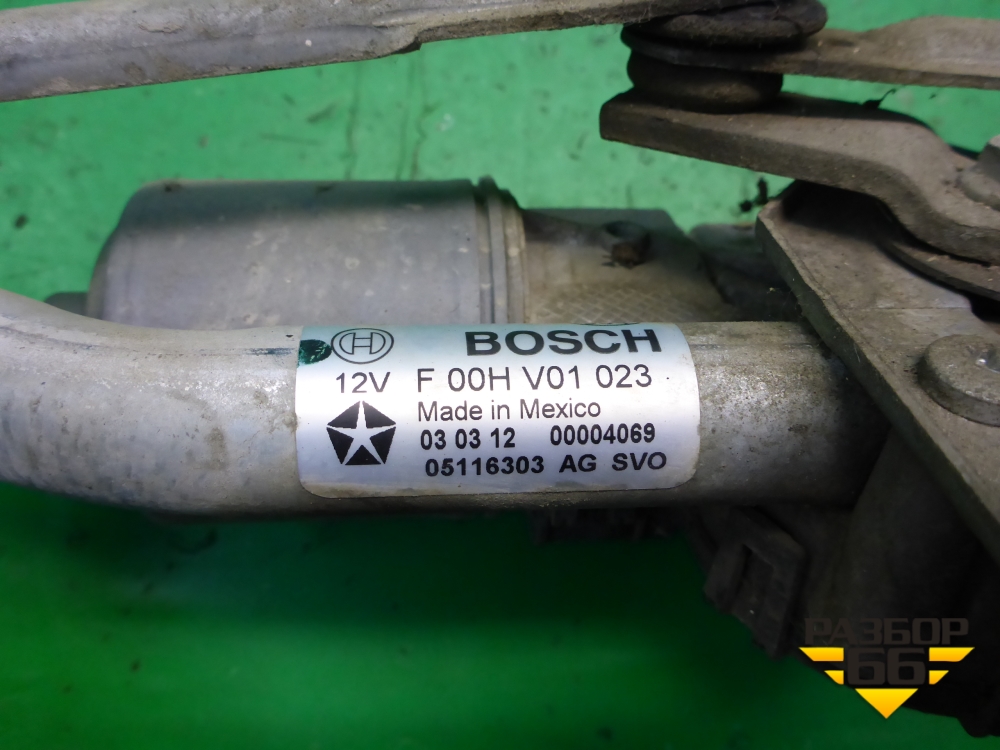 BOSCH
12V F 00H V01 023
Made in Mexico
03 03 12 00004069
05116303 AG SVO
РАЗБОР
66